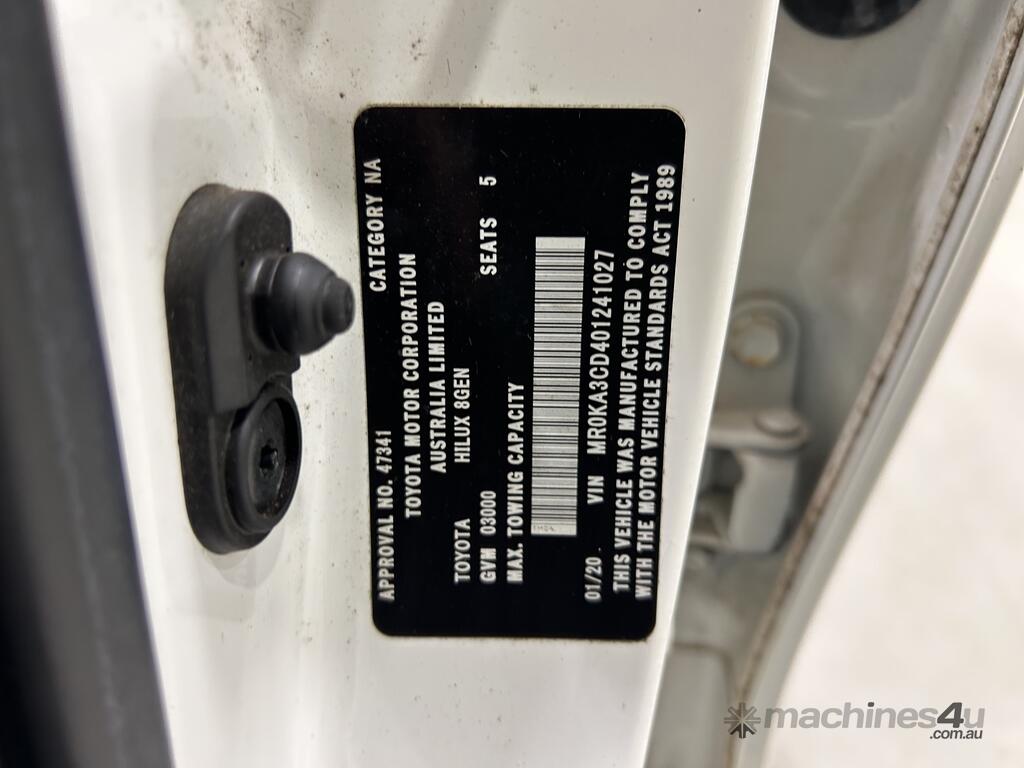 APPROVAL NO. 47341 CATEGORY NA
TOYOTA MOTOR CORPORATION
AUSTRALIA LIMITED
TOYOTA HILUX 8GEN
GVM 03000 SEATS 5
MAX. TOWING CAPACITY
01/20 VIN MR0KA3CD401241027
THIS VEHICLE WAS MANUFACTURED TO COMPLY
WITH THE MOTOR VEHICLE STANDARDS ACT 1989
machines4u
.com.au